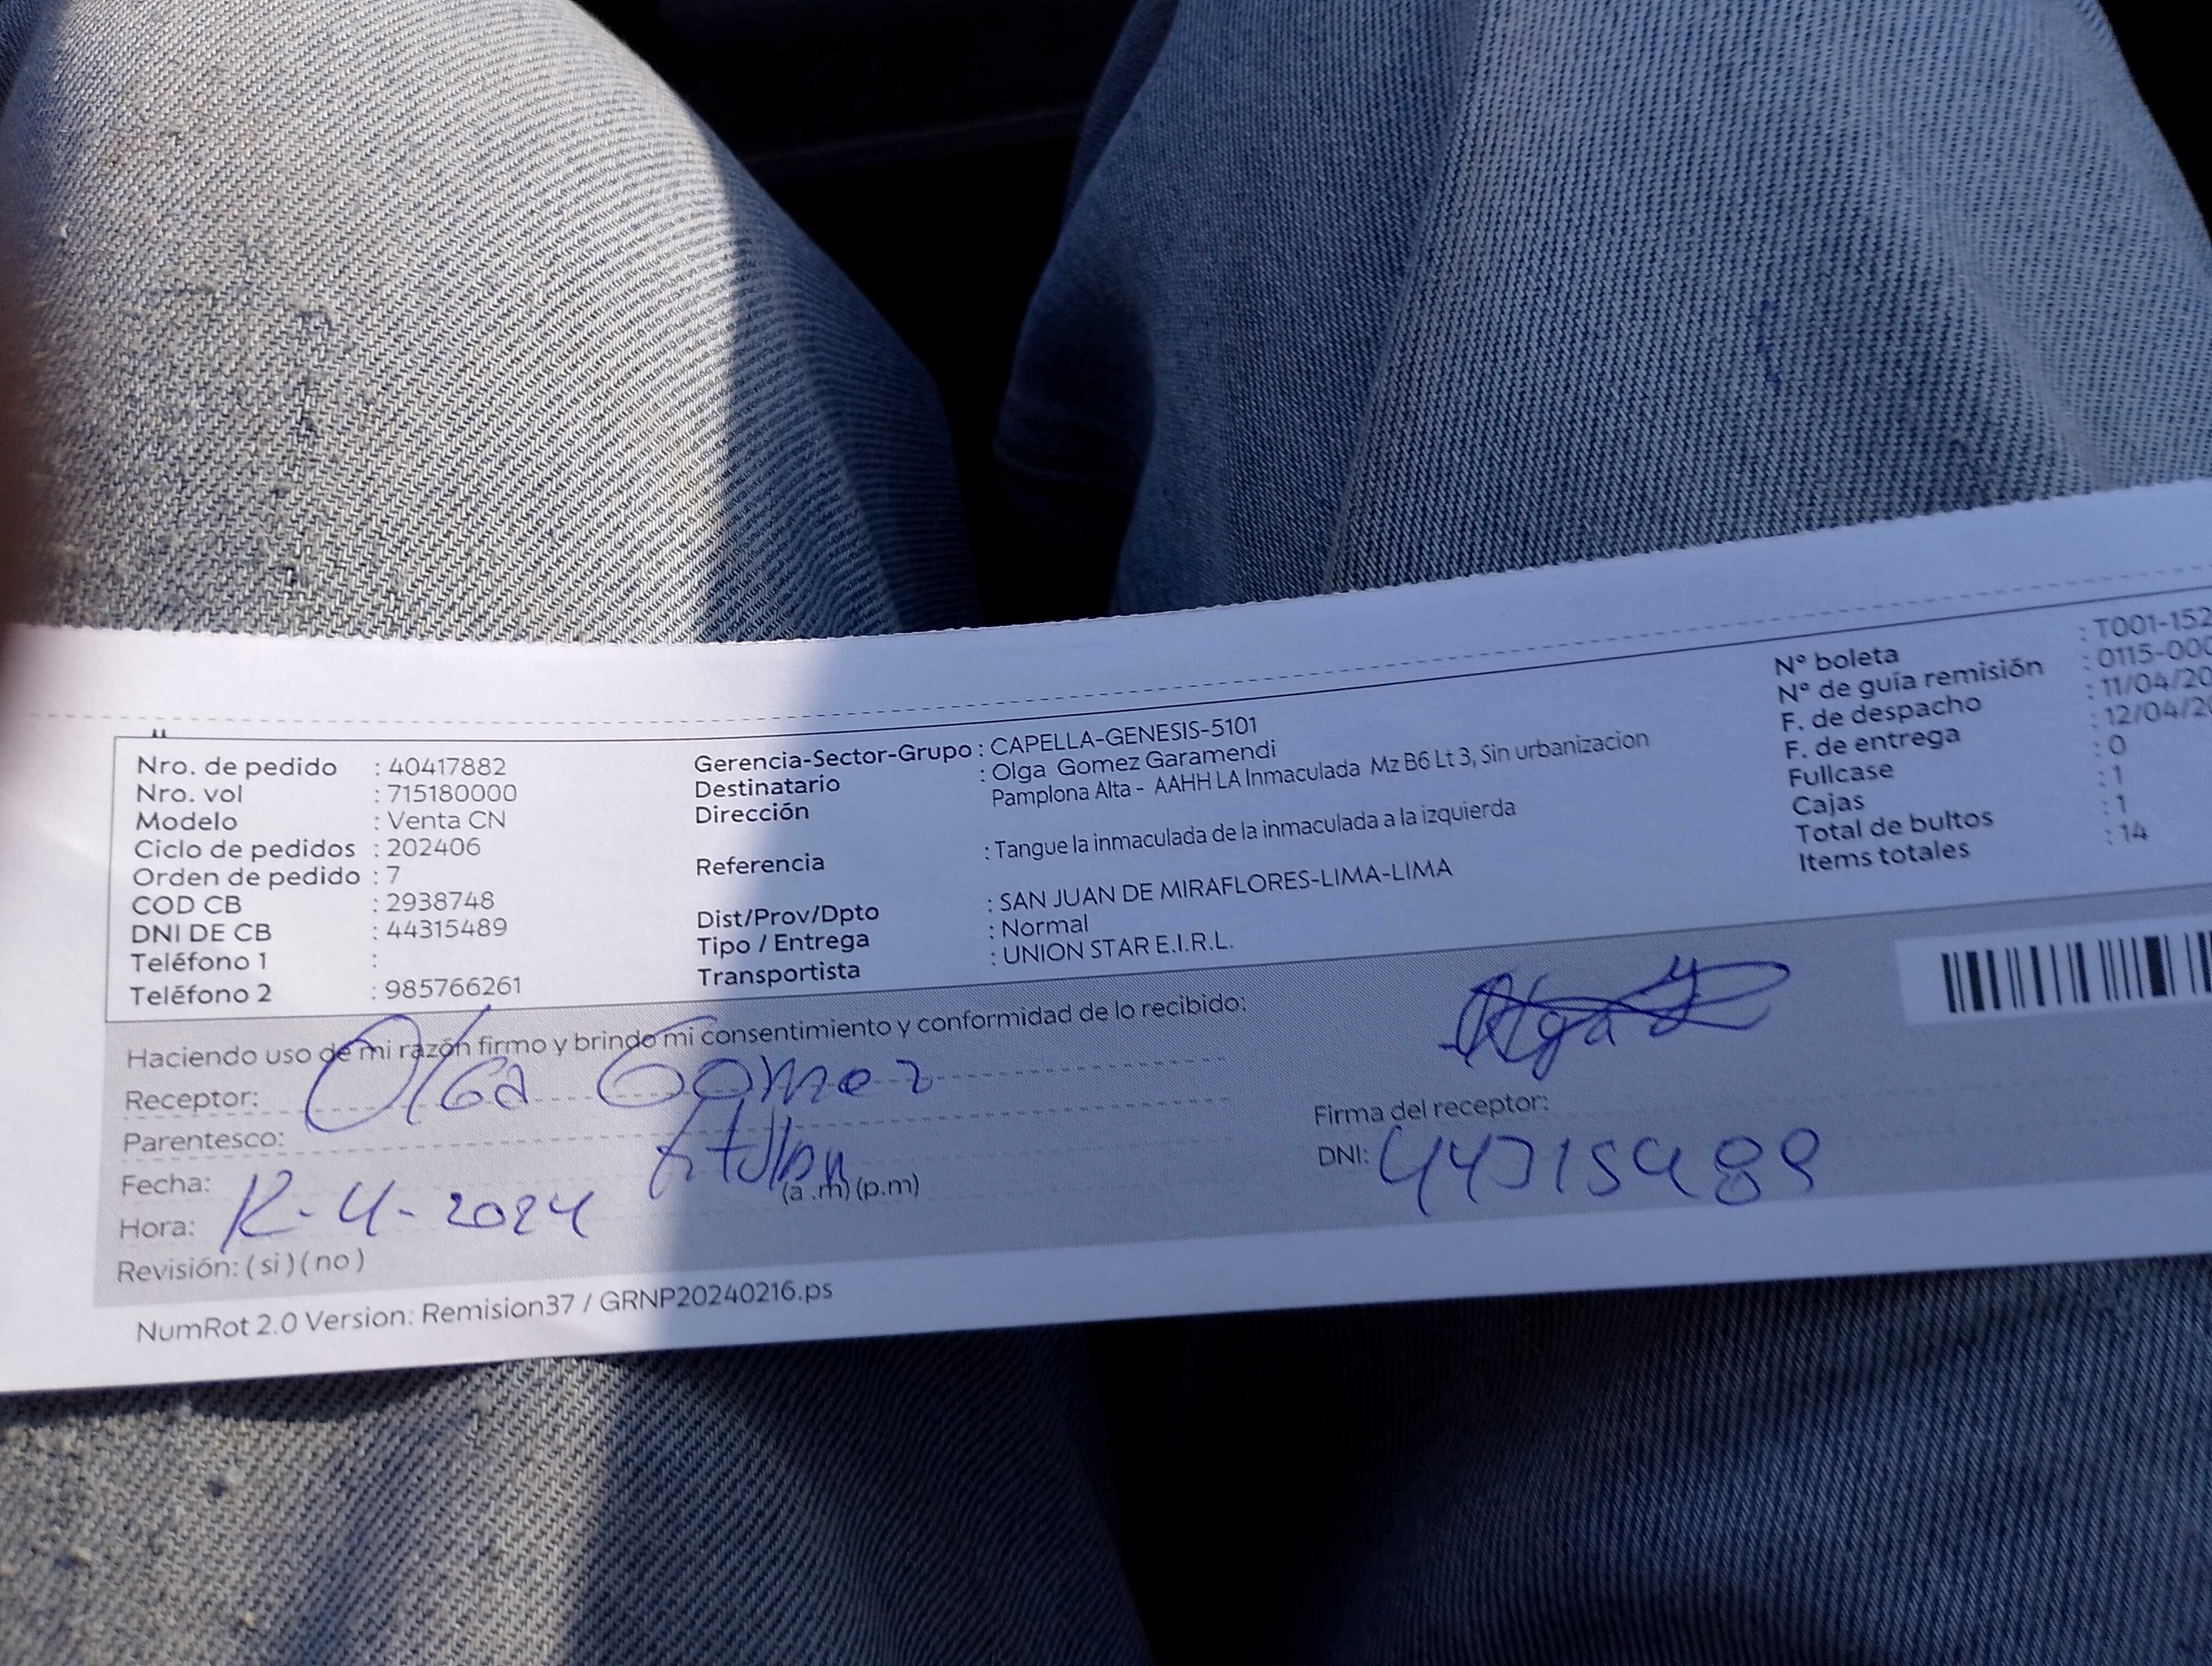 Nro. de pedido : 40417882
Nro. vol : 715180000
Modelo : Venta CN
Ciclo de pedidos : 202406
Orden de pedido : 7
COD CB : 2938748
DNI DE CB : 44315489
Teléfono 1 :
Teléfono 2 : 985766261
Gerencia-Sector-Grupo : CAPELLA-GENESIS-5101
Destinatario : Olga Gomez Garamendi
Dirección Pamplona Alta - AAHH LA Inmaculada Mz B6 Lt 3, Sin urbanizacion
Referencia : Tangue la inmaculada de la inmaculada a la izquierda
Dist/Prov/Dpto : SAN JUAN DE MIRAFLORES-LIMA-LIMA
Tipo / Entrega : Normal
Transportista : UNION STAR E.I.R.L.
N° boleta : T001-152
N° de guía remisión : 0115-000
F. de despacho : 11/04/20
F. de entrega : 12/04/20
Fullcase : 0
Cajas : 1
Total de bultos : 1
Items totales : 14
Haciendo uso de mi razón firmo y brindo mi consentimiento y conformidad de lo recibido:
Receptor: Olga Gomez
Parentesco: titular
Fecha: 12-4-2024
Hora: (a .m) (p.m)
Revisión: ( si ) ( no )
Firma del receptor:
DNI: 44315489
NumRot 2.0 Version: Remision37 / GRNP20240216.ps